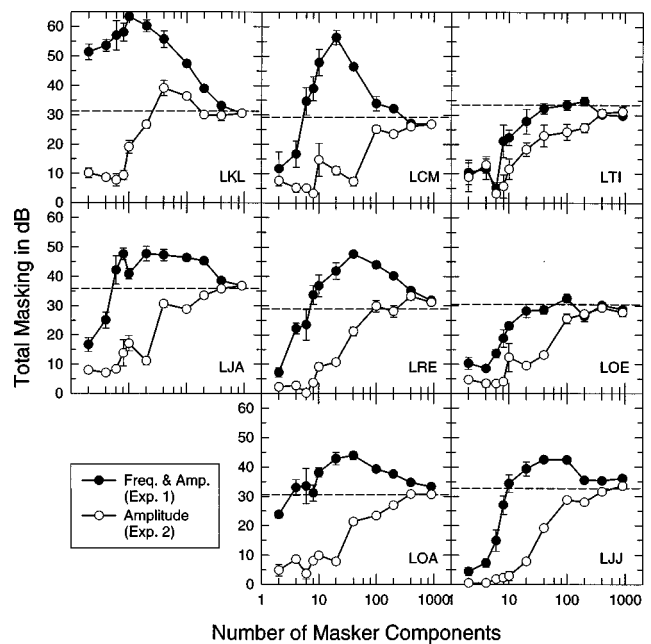 Total Masking in dB
60
50
40
30
20
10
0
LKL
LCM
LTI
60
50
40
30
20
10
0
LJA
LRE
LOE
60
50
40
30
20
10
0
LOA
LJJ
Freq. & Amp.
(Exp. 1)
Amplitude
(Exp. 2)
1 10 100 1000 1 10 100 1000
Number of Masker Components